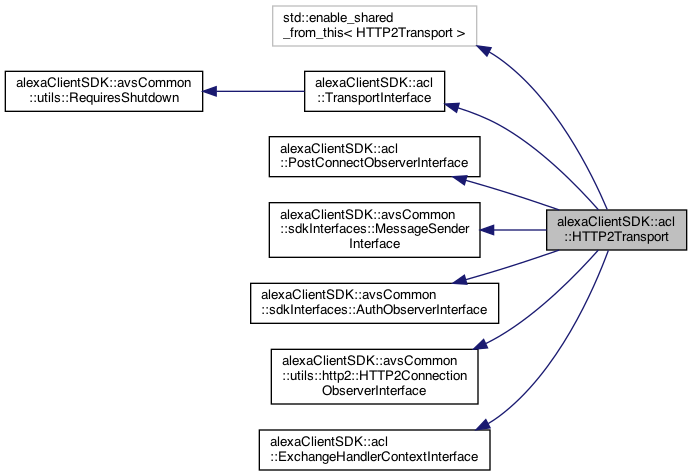 std::enable_shared
_from_this< HTTP2Transport >
alexaClientSDK::avsCommon
::utils::RequiresShutdown
alexaClientSDK::acl
::TransportInterface
alexaClientSDK::acl
::PostConnectObserverInterface
alexaClientSDK::avsCommon
::sdkInterfaces::MessageSender
Interface
alexaClientSDK::acl
::HTTP2Transport
alexaClientSDK::avsCommon
::sdkInterfaces::AuthObserverInterface
alexaClientSDK::avsCommon
::utils::http2::HTTP2Connection
ObserverInterface
alexaClientSDK::acl
::ExchangeHandlerContextInterface